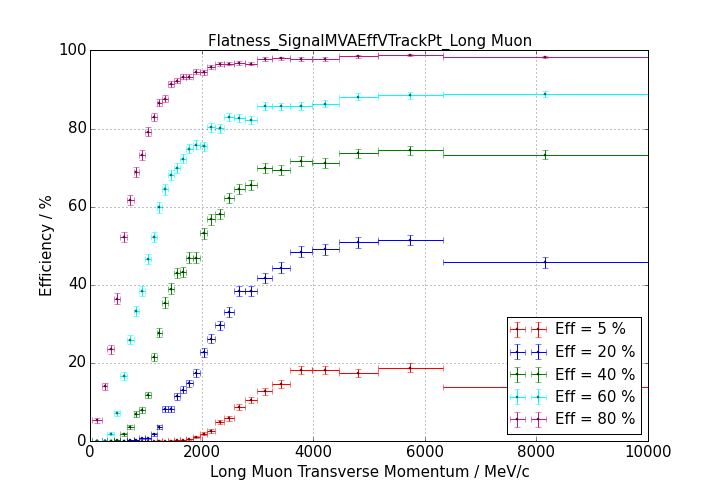 Flatness_SignalMVAEffVTrackPt_Long Muon
100
80
60
40
20
0
Efficiency / %
0 2000 4000 6000 8000 10000
Long Muon Transverse Momentum / MeV/c
Eff = 5 %
Eff = 20 %
Eff = 40 %
Eff = 60 %
Eff = 80 %